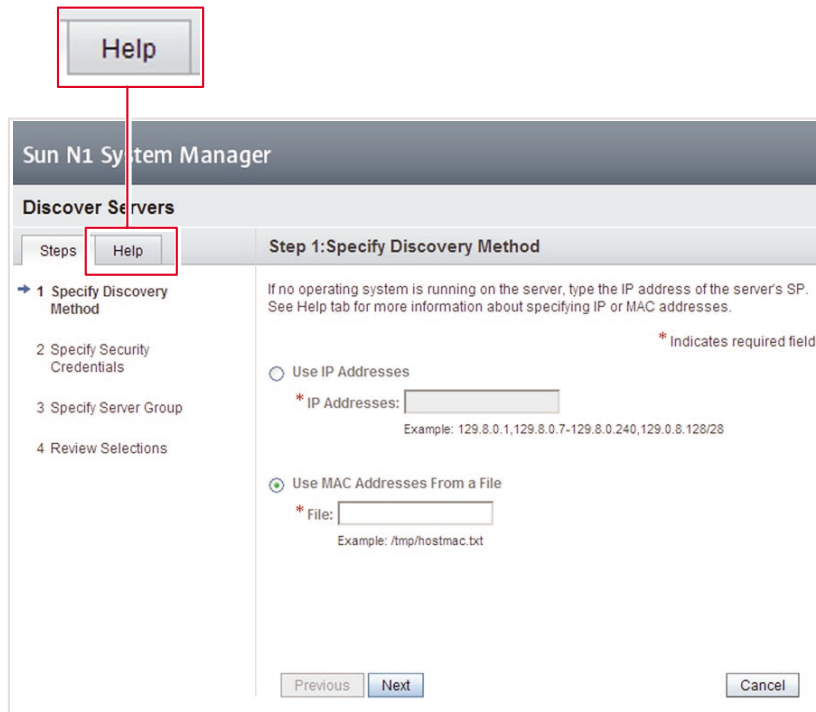 Help
Sun N1 System Manager
Discover Servers
Steps
Help
Step 1:Specify Discovery Method
1 Specify Discovery
Method
2 Specify Security
Credentials
3 Specify Server Group
4 Review Selections
If no operating system is running on the server, type the IP address of the server's SP.
See Help tab for more information about specifying IP or MAC addresses.
* Indicates required field
Use IP Addresses
* IP Addresses:
Example: 129.8.0.1,129.8.0.7-129.8.0.240,129.0.8.128/28
Use MAC Addresses From a File
* File:
Example: /tmp/hostmac.txt
Previous
Next
Cancel